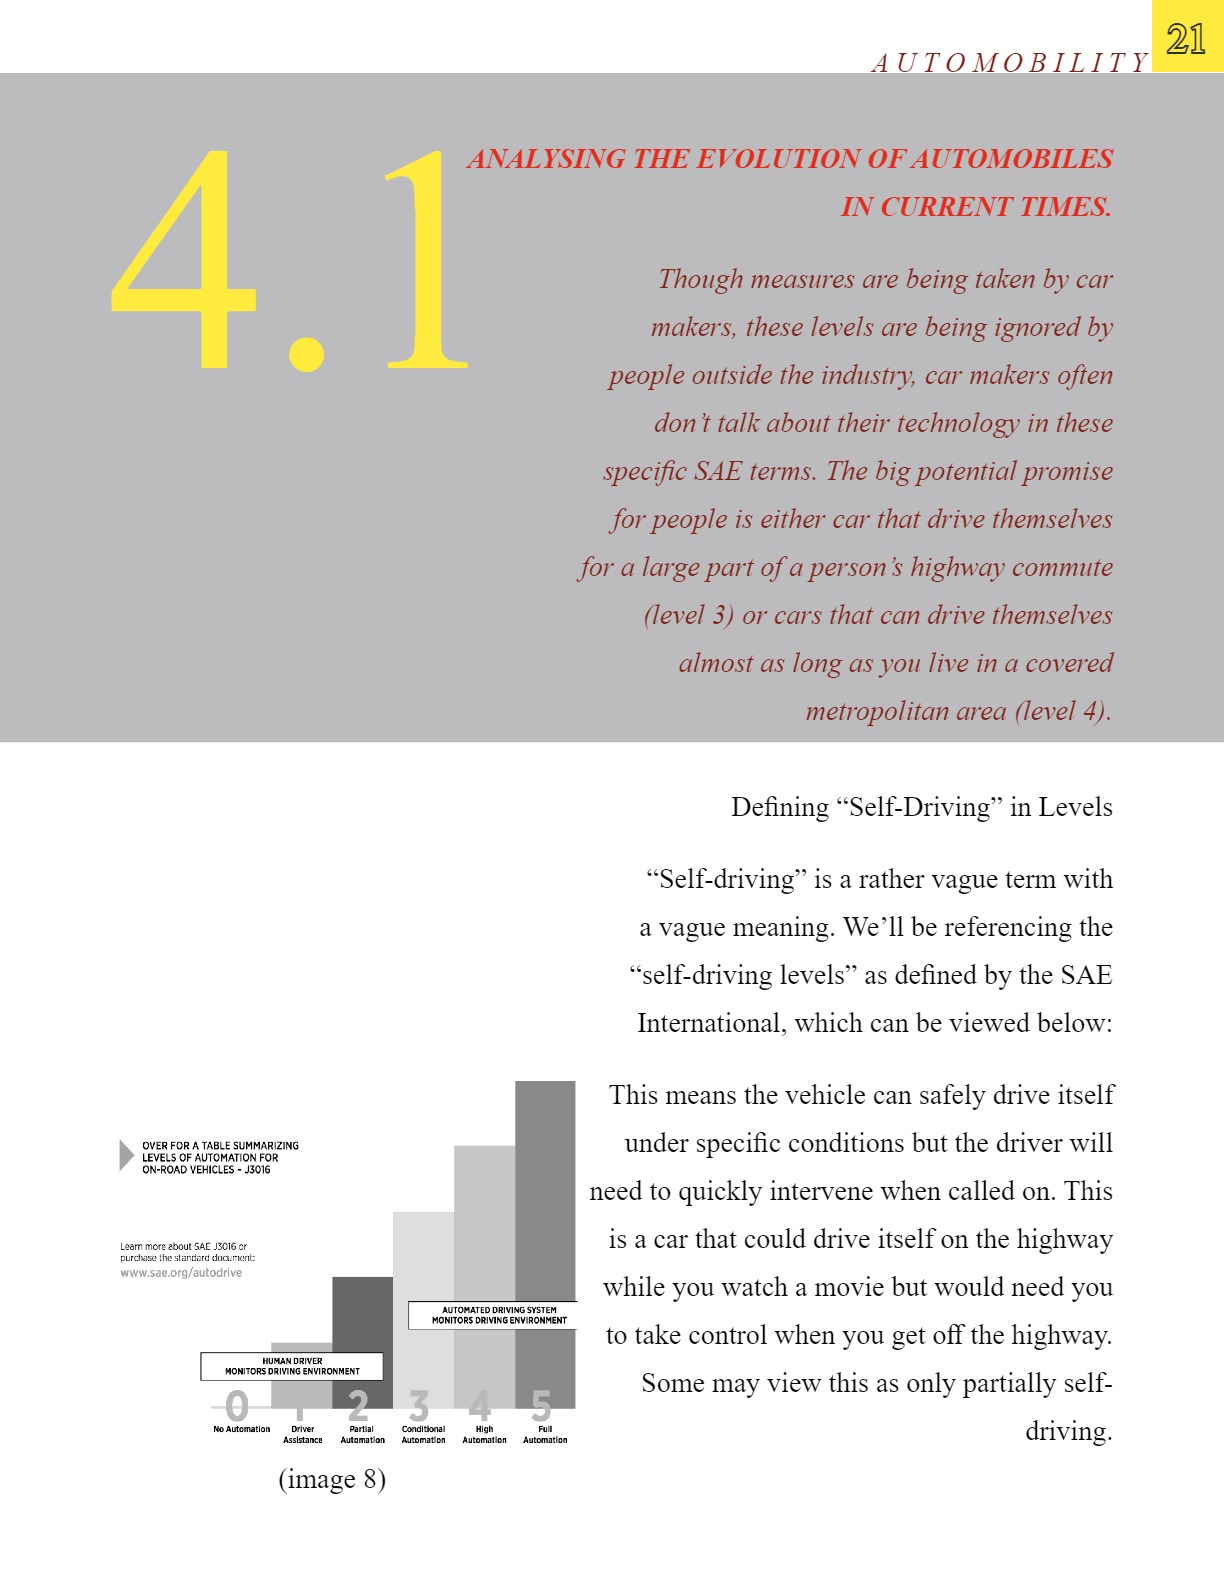 AUTOMOBILITY
21
4.1
ANALYSING THE EVOLUTION OF AUTOMOBILES
IN CURRENT TIMES.
Though measures are being taken by car
makers, these levels are being ignored by
people outside the industry, car makers often
don’t talk about their technology in these
specific SAE terms. The big potential promise
for people is either car that drive themselves
for a large part of a person’s highway commute
(level 3) or cars that can drive themselves
almost as long as you live in a covered
metropolitan area (level 4).
Defining “Self-Driving” in Levels
“Self-driving” is a rather vague term with
a vague meaning. We’ll be referencing the
“self-driving levels” as defined by the SAE
International, which can be viewed below:
This means the vehicle can safely drive itself
under specific conditions but the driver will
need to quickly intervene when called on. This
is a car that could drive itself on the highway
while you watch a movie but would need you
to take control when you get off the highway.
Some may view this as only partially self-
driving.
OVER FOR A TABLE SUMMARIZING
LEVELS OF AUTOMATION FOR
ON-ROAD VEHICLES - J3016
Learn more about SAE J3016 or
purchase the standard document:
www.sae.org/autodrive
AUTOMATED DRIVING SYSTEM
MONITORS DRIVING ENVIRONMENT
HUMAN DRIVER
MONITORS DRIVING ENVIRONMENT
0
No Automation
1
Driver
Assistance
2
Partial
Automation
3
Conditional
Automation
4
High
Automation
5
Full
Automation
(image 8)